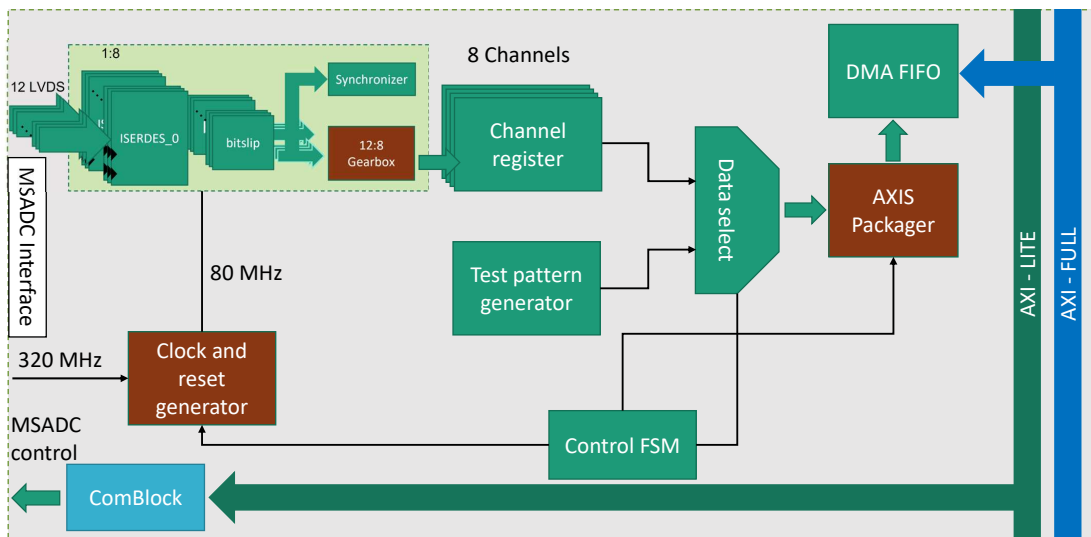 1:8
8 Channels
12 LVDS
ISERDES_0
bitslip
Synchronizer
12:8
Gearbox
Channel
register
DMA FIFO
MSADC Interface
Data select
AXIS
Packager
80 MHz
Test pattern
generator
320 MHz
Clock and
reset
generator
MSADC
control
Control FSM
ComBlock
AXI - LITE
AXI - FULL